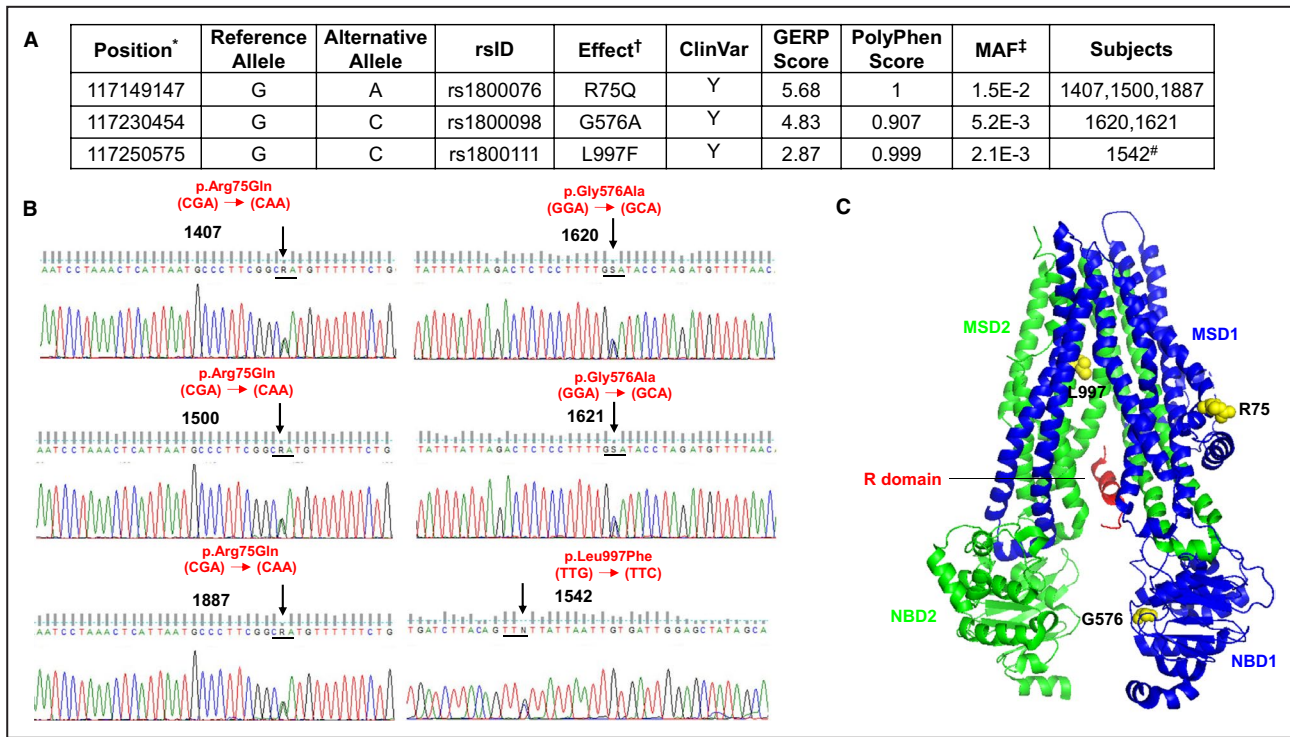 A
Position* Reference Allele Alternative Allele rsID Effect† ClinVar GERP Score PolyPhen Score MAF‡ Subjects
117149147 G A rs1800076 R75Q Y 5.68 1 1.5E-2 1407,1500,1887
117230454 G C rs1800098 G576A Y 4.83 0.907 5.2E-3 1620,1621
117250575 G C rs1800111 L997F Y 2.87 0.999 2.1E-3 1542#
B
p.Arg75Gln
(CGA) → (CAA)
1407
AATCCTAAACTCATTAATGCCCTTCGGCRATGTTTTTTCTG
p.Gly576Ala
(GGA) → (GCA)
1620
TATTTATTAGACTCTCCTTTTGSATACCTAGATGTTTTAAC
p.Arg75Gln
(CGA) → (CAA)
1500
AATCCTAAACTCATTAATGCCCTTCGGCRATGTTTTTTCTG
p.Gly576Ala
(GGA) → (GCA)
1621
TATTTATTAGACTCTCCTTTTGSATACCTAGATGTTTTAAC
p.Arg75Gln
(CGA) → (CAA)
1887
AATCCTAAACTCATTAATGCCCTTCGGCRATGTTTTTTCTG
p.Leu997Phe
(TTG) → (TTC)
1542
TGATCTTACAGTTNTTATTAATTGTGATTGGAGCTATAGCA
C
MSD2
MSD1
L997
R75
R domain
NBD2
G576
NBD1